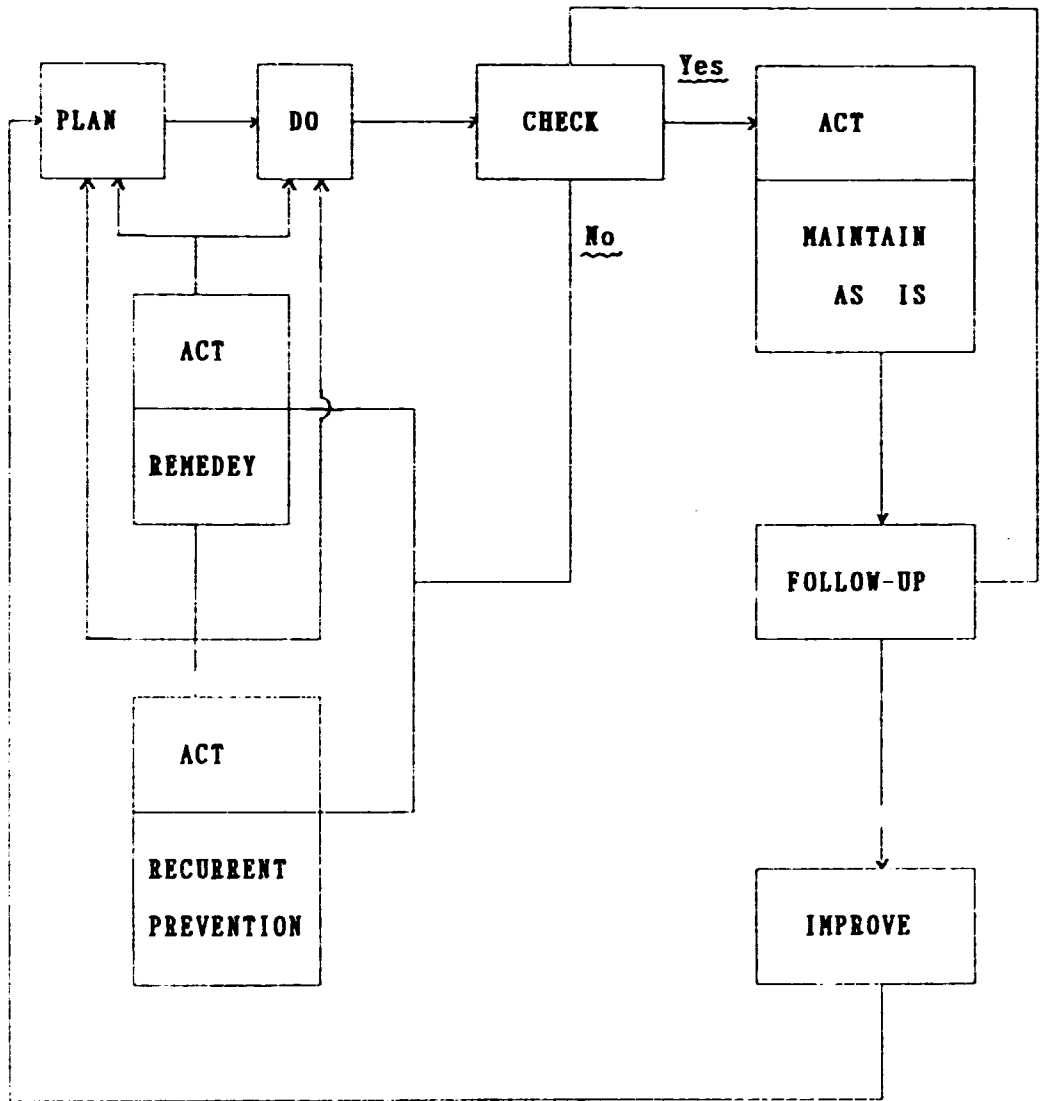 PLAN
DO
CHECK
Yes
ACT
No
MAINTAIN
AS IS
ACT
REMEDEY
FOLLOW-UP
ACT
RECURRENT
PREVENTION
IMPROVE